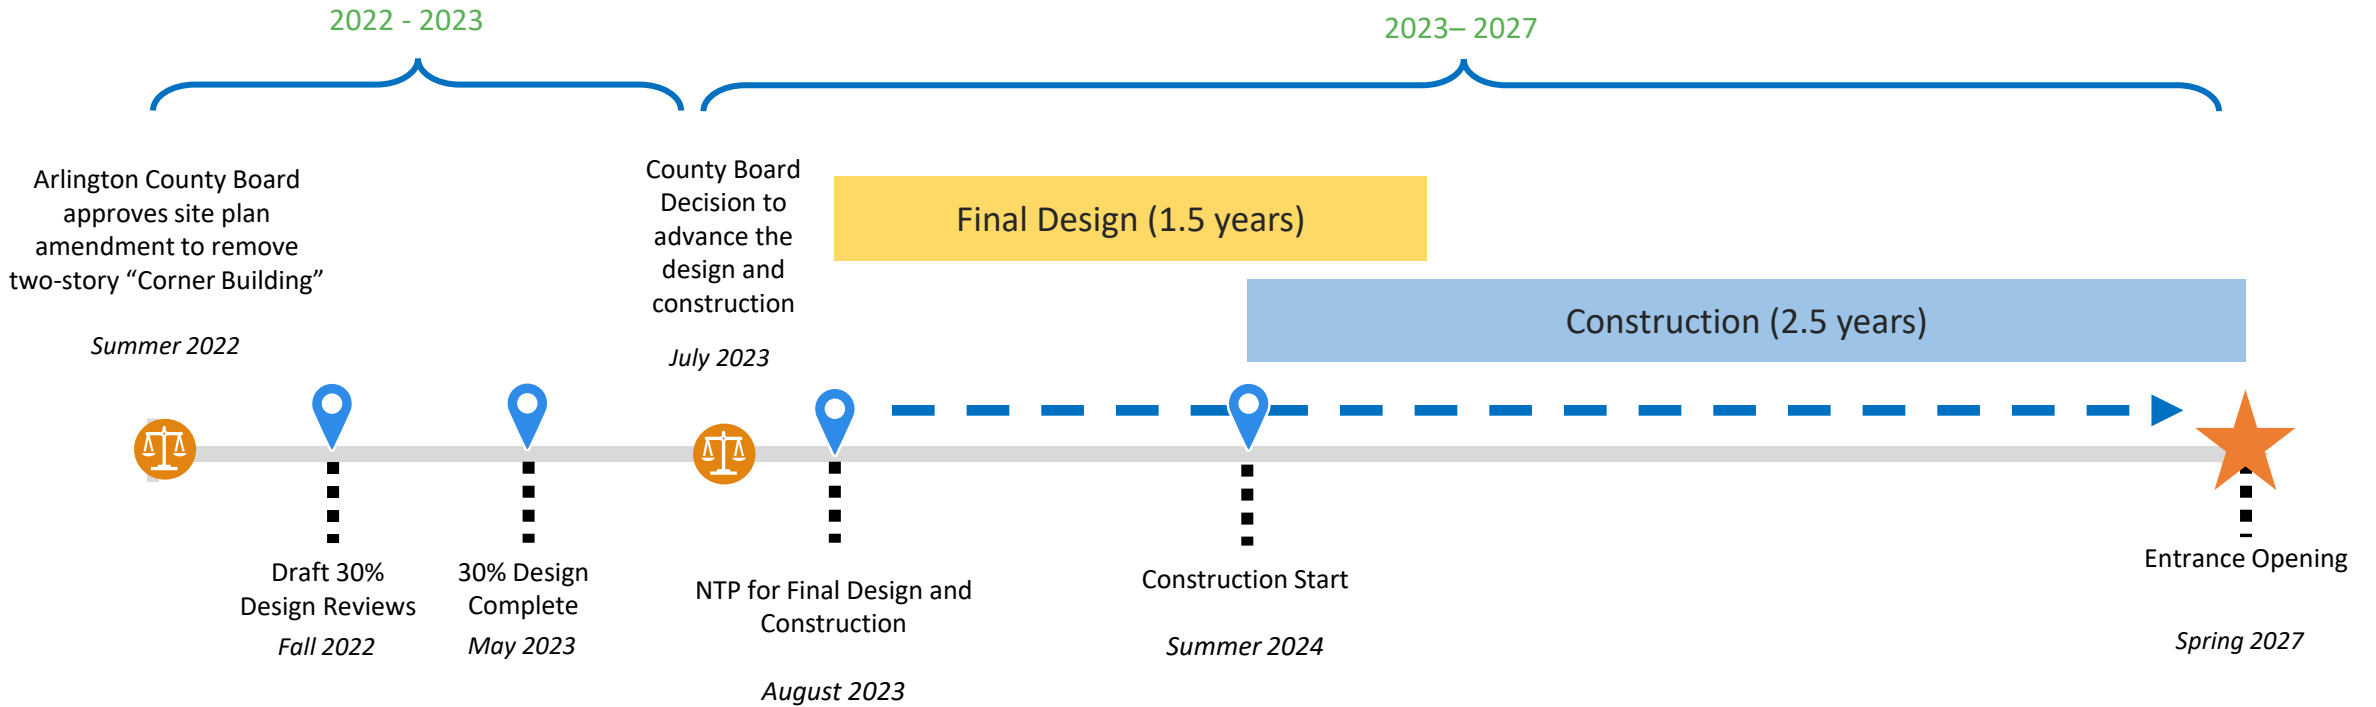 2022 - 2023
2023– 2027
Arlington County Board
approves site plan
amendment to remove
two-story “Corner Building”
Summer 2022
County Board
Decision to
advance the
design and
construction
July 2023
Final Design (1.5 years)
Construction (2.5 years)
Draft 30%
Design Reviews
Fall 2022
30% Design
Complete
May 2023
NTP for Final Design and
Construction
August 2023
Construction Start
Summer 2024
Entrance Opening
Spring 2027